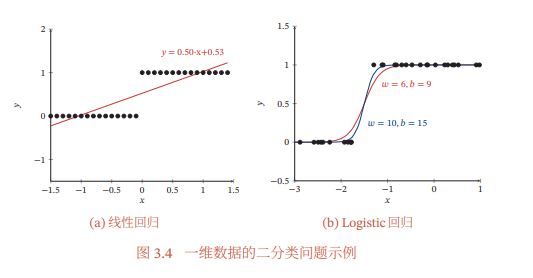 2
1
0
−1
−1.5
−1
−0.5
0
0.5
1
1.5
x
y
y = 0.50·x+0.53
(a) 线性回归
1.5
1
0.5
0
−0.5
−3
−2
−1
0
1
x
y
w = 6, b = 9
w = 10, b = 15
(b) Logistic 回归
图 3.4 一维数据的二分类问题示例